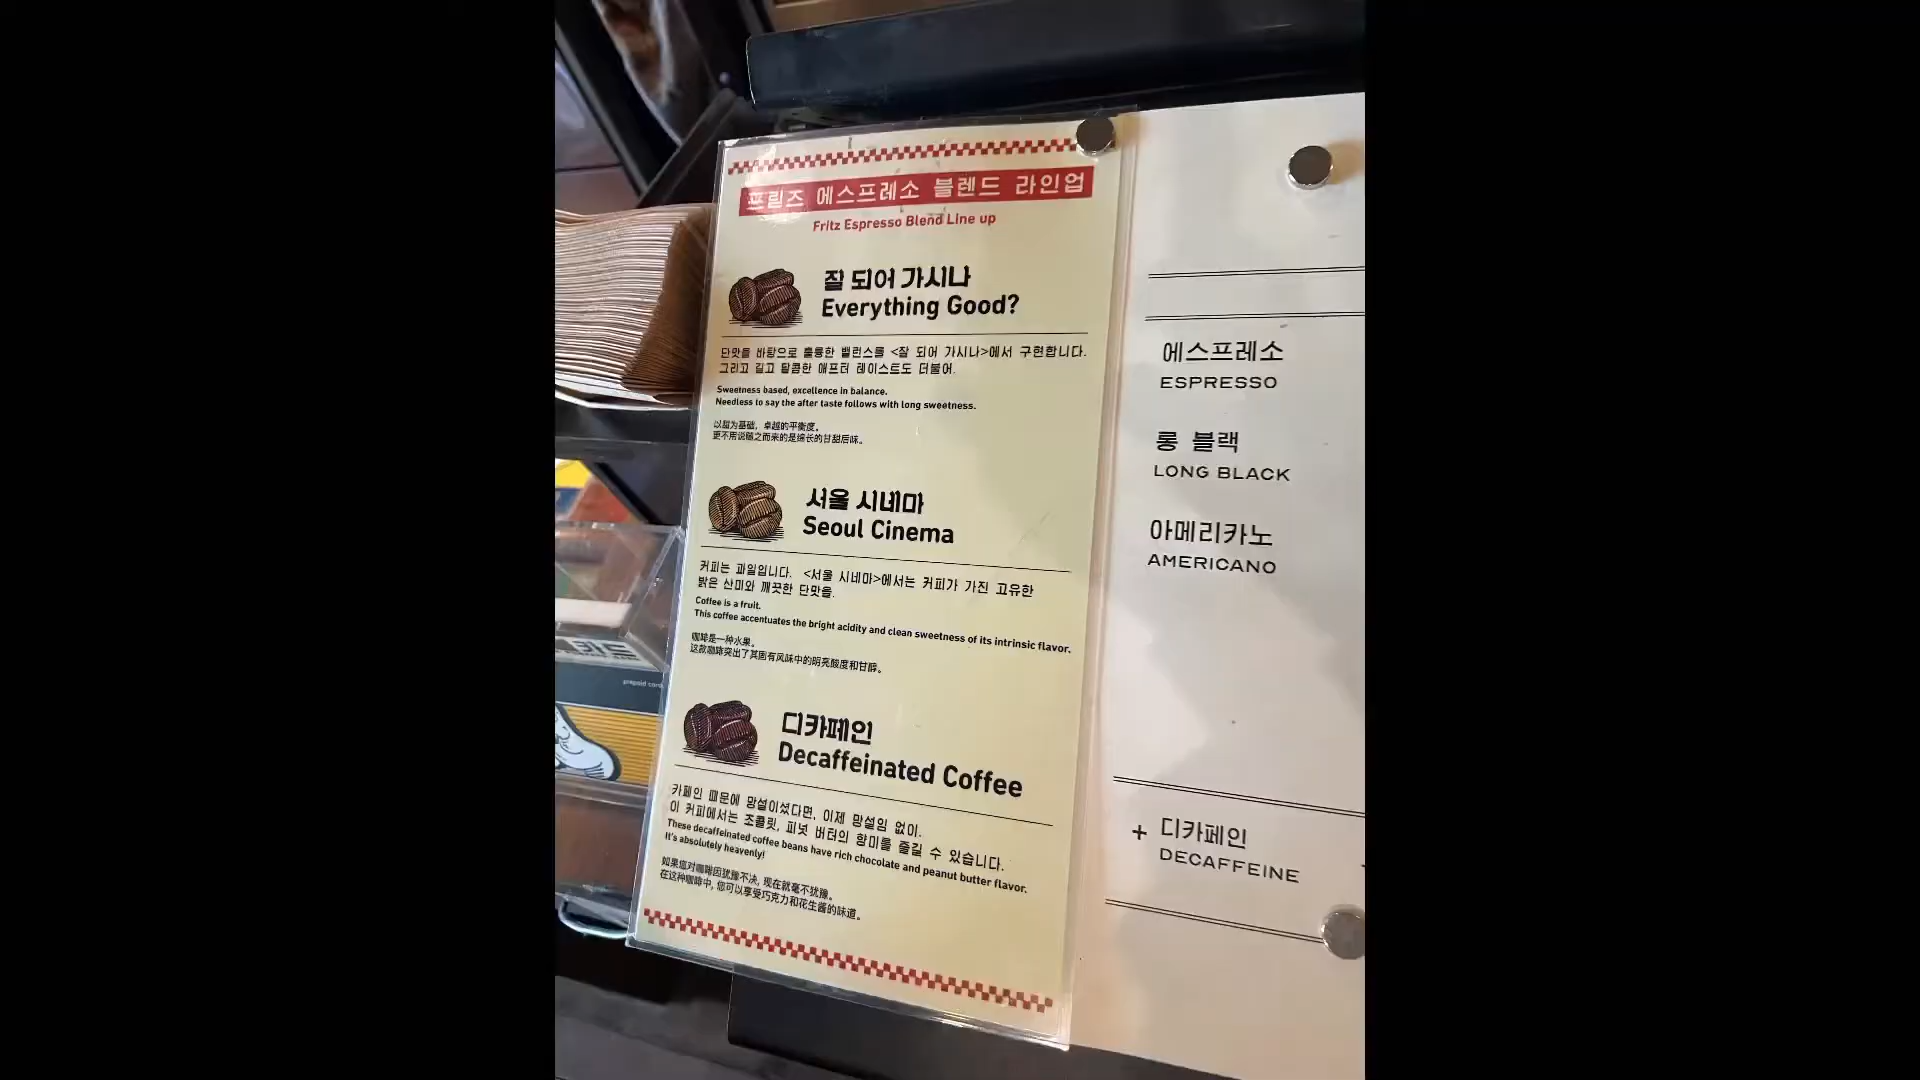 프릳츠 에스프레소 블렌드 라인업
Fritz Espresso Blend Line up
잘 되어 가시나
Everything Good?
단맛을 바탕으로 훌륭한 밸런스를 <잘 되어 가시나>에서 구현합니다.
그리고 길고 달콤한 애프터 테이스트도 더불어.
Sweetness based, excellence in balance.
Needless to say the after taste follows with long sweetness.
以甜为基础，卓越的平衡度。
更不用说随之而来的是绵长的甘甜后味。
서울 시네마
Seoul Cinema
커피는 과일입니다. <서울 시네마>에서는 커피가 가진 고유한
밝은 산미와 깨끗한 단맛을.
Coffee is a fruit.
This coffee accentuates the bright acidity and clean sweetness of its intrinsic flavor.
咖啡是一种水果。
这款咖啡突出了其固有风味中的明亮酸度和甘醇。
디카페인
Decaffeinated Coffee
카페인 때문에 망설이셨다면, 이제 망설임 없이.
이 커피에서는 초콜릿, 피넛 버터의 향미를 즐길 수 있습니다.
These decaffeinated coffee beans have rich chocolate and peanut butter flavor.
It's absolutely heavenly!
如果您对咖啡因犹豫不决, 现在就毫不犹豫。
在这种咖啡中, 您可以享受巧克力和花生酱的味道。
에스프레소
ESPRESSO
롱 블랙
LONG BLACK
아메리카노
AMERICANO
+ 디카페인
DECAFFEINE
카드
prepaid card